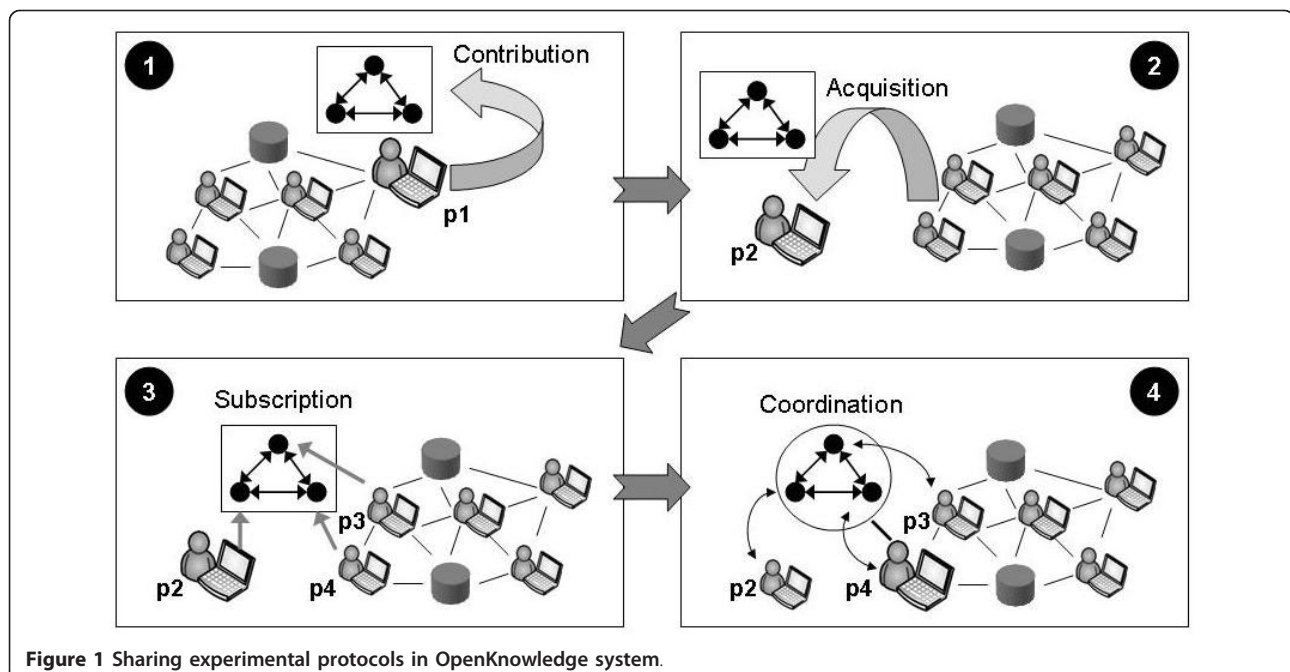 1
Contribution
p1
2
Acquisition
p2
3
Subscription
p3
p2
p4
4
Coordination
p3
p2
p4
Figure 1 Sharing experimental protocols in OpenKnowledge system.